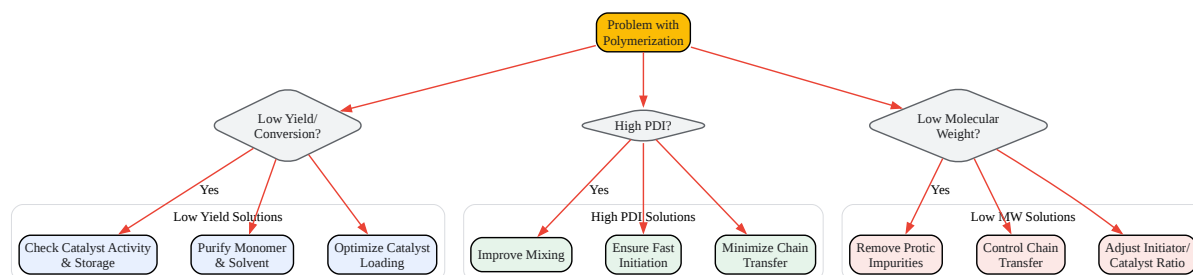 Problem with
Polymerization
Low Yield/
Conversion?
High PDI?
Low Molecular
Weight?
Yes
Yes
Yes
Low Yield Solutions
High PDI Solutions
Low MW Solutions
Check Catalyst Activity
& Storage
Purify Monomer
& Solvent
Optimize Catalyst
Loading
Improve Mixing
Ensure Fast
Initiation
Minimize Chain
Transfer
Remove Protic
Impurities
Control Chain
Transfer
Adjust Initiator/
Catalyst Ratio